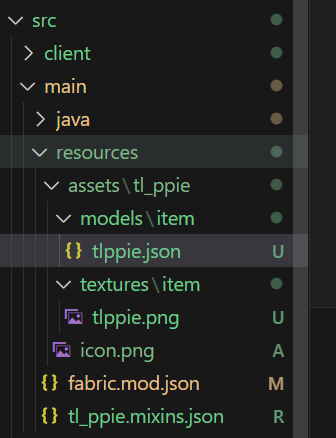 src
client
main
java
resources
assets\tl_ppie
models\item
{} tlppie.json U
textures\item
tlppie.png U
icon.png A
{} fabric.mod.json M
{} tl_ppie.mixins.json R